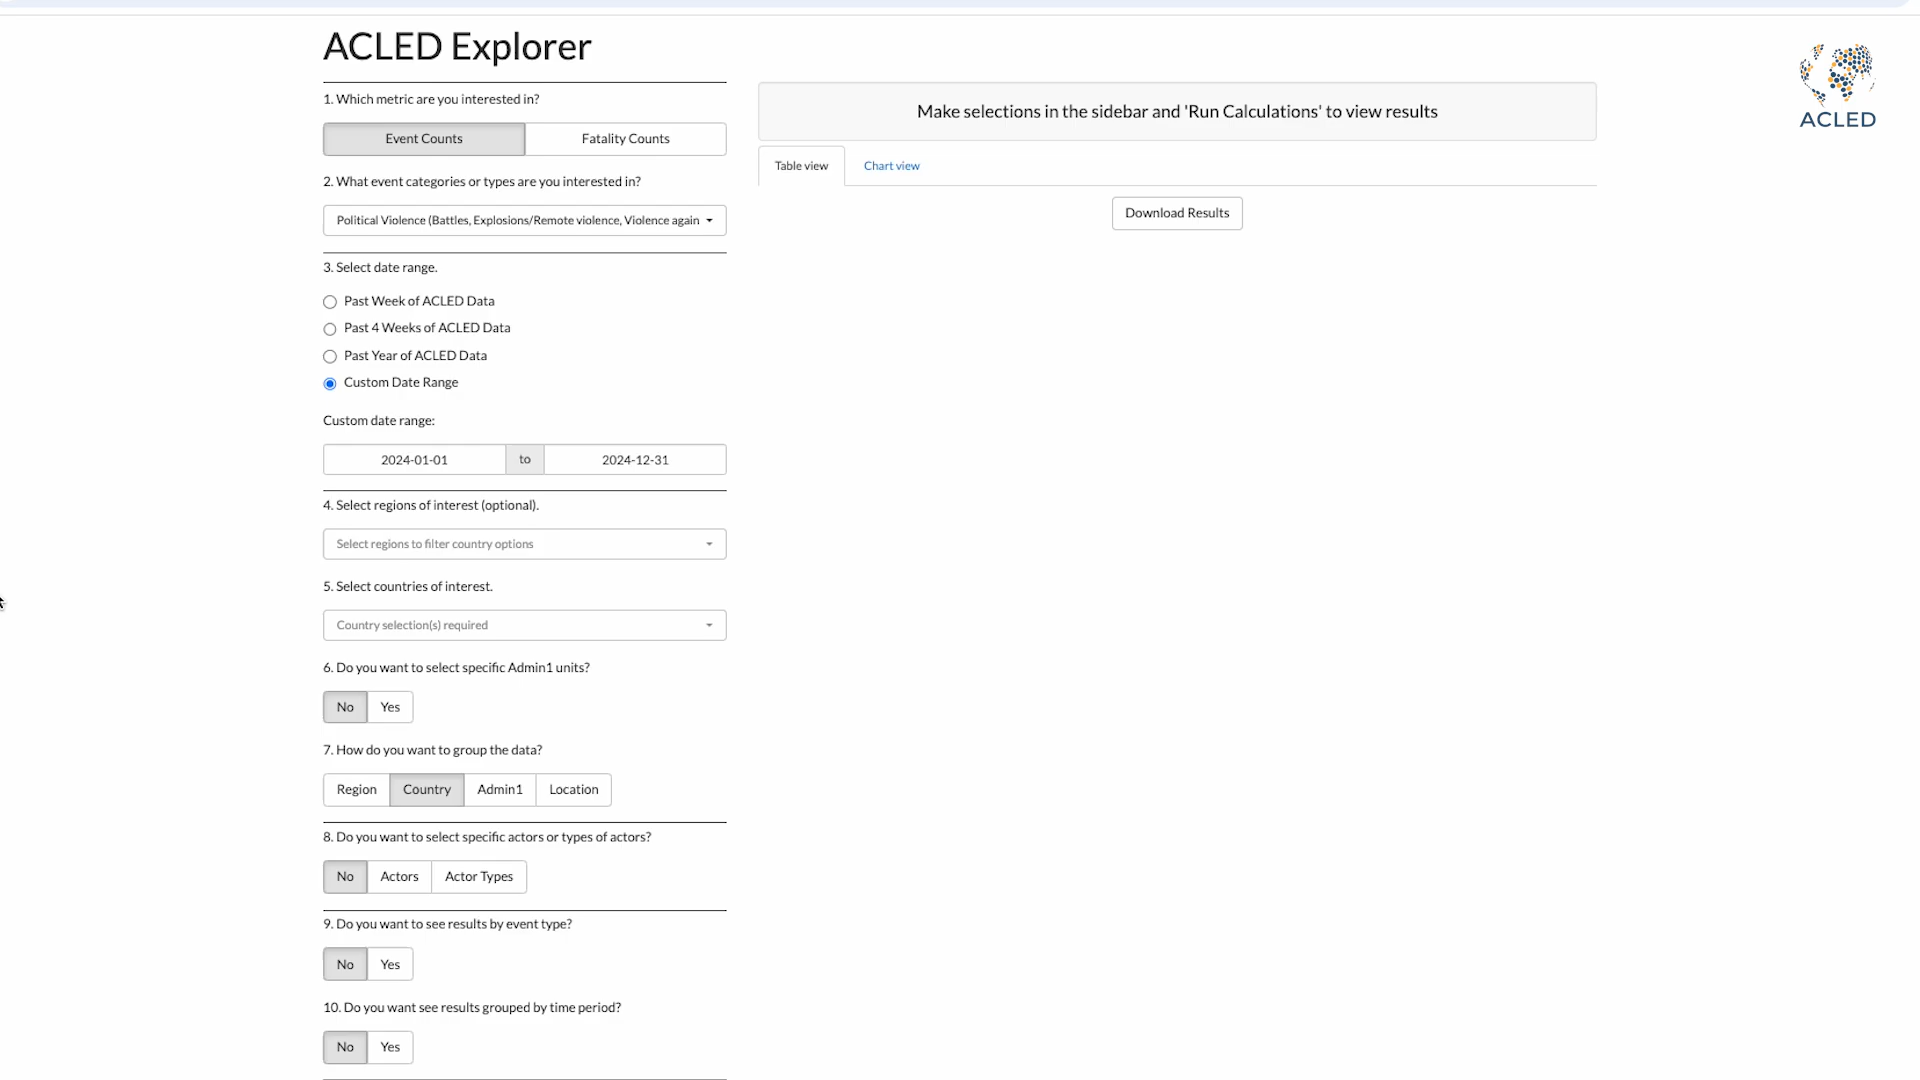 ACLED Explorer
1. Which metric are you interested in?
Event Counts
Fatality Counts
2. What event categories or types are you interested in?
Political Violence (Battles, Explosions/Remote violence, Violence again
3. Select date range.
Past Week of ACLED Data
Past 4 Weeks of ACLED Data
Past Year of ACLED Data
Custom Date Range
Custom date range:
2024-01-01 to 2024-12-31
4. Select regions of interest (optional).
Select regions to filter country options
5. Select countries of interest.
Country selection(s) required
6. Do you want to select specific Admin1 units?
No Yes
7. How do you want to group the data?
Region Country Admin1 Location
8. Do you want to select specific actors or types of actors?
No Actors Actor Types
9. Do you want to see results by event type?
No Yes
10. Do you want see results grouped by time period?
No Yes
Make selections in the sidebar and 'Run Calculations' to view results
Table view Chart view
Download Results
ACLED